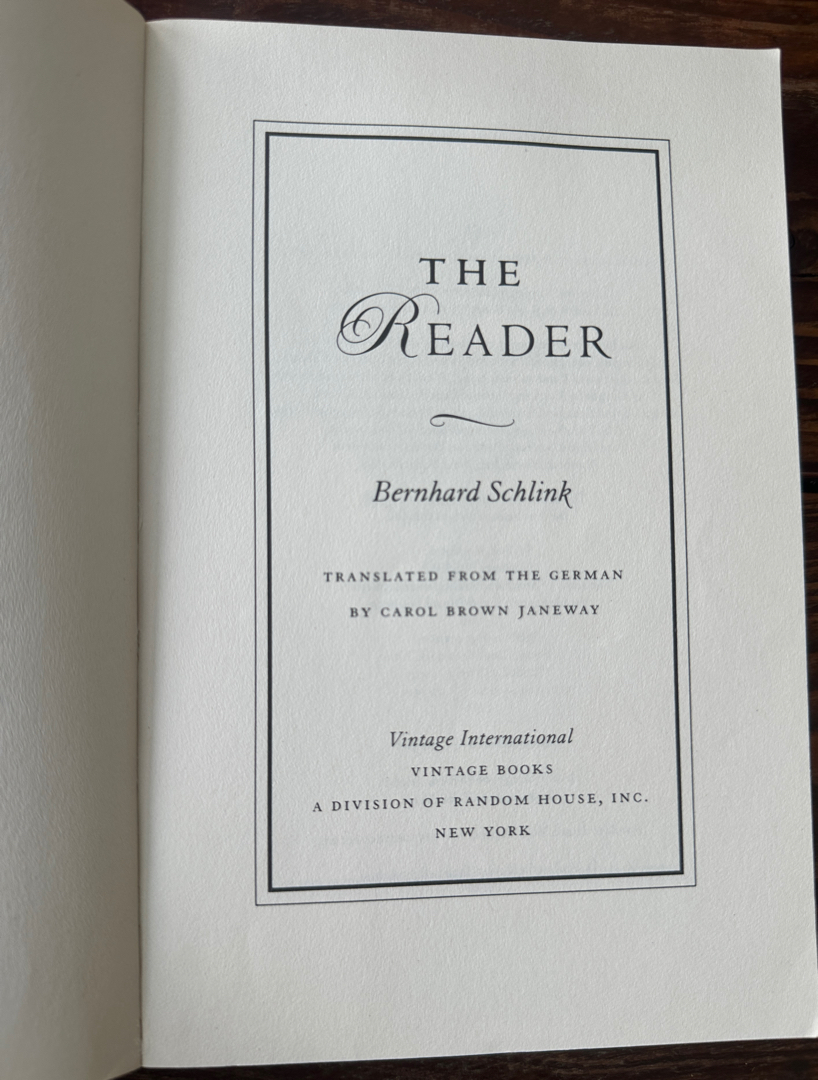 THE
READER
Bernhard Schlink
TRANSLATED FROM THE GERMAN
BY CAROL BROWN JANEWAY
Vintage International
VINTAGE BOOKS
A DIVISION OF RANDOM HOUSE, INC.
NEW YORK